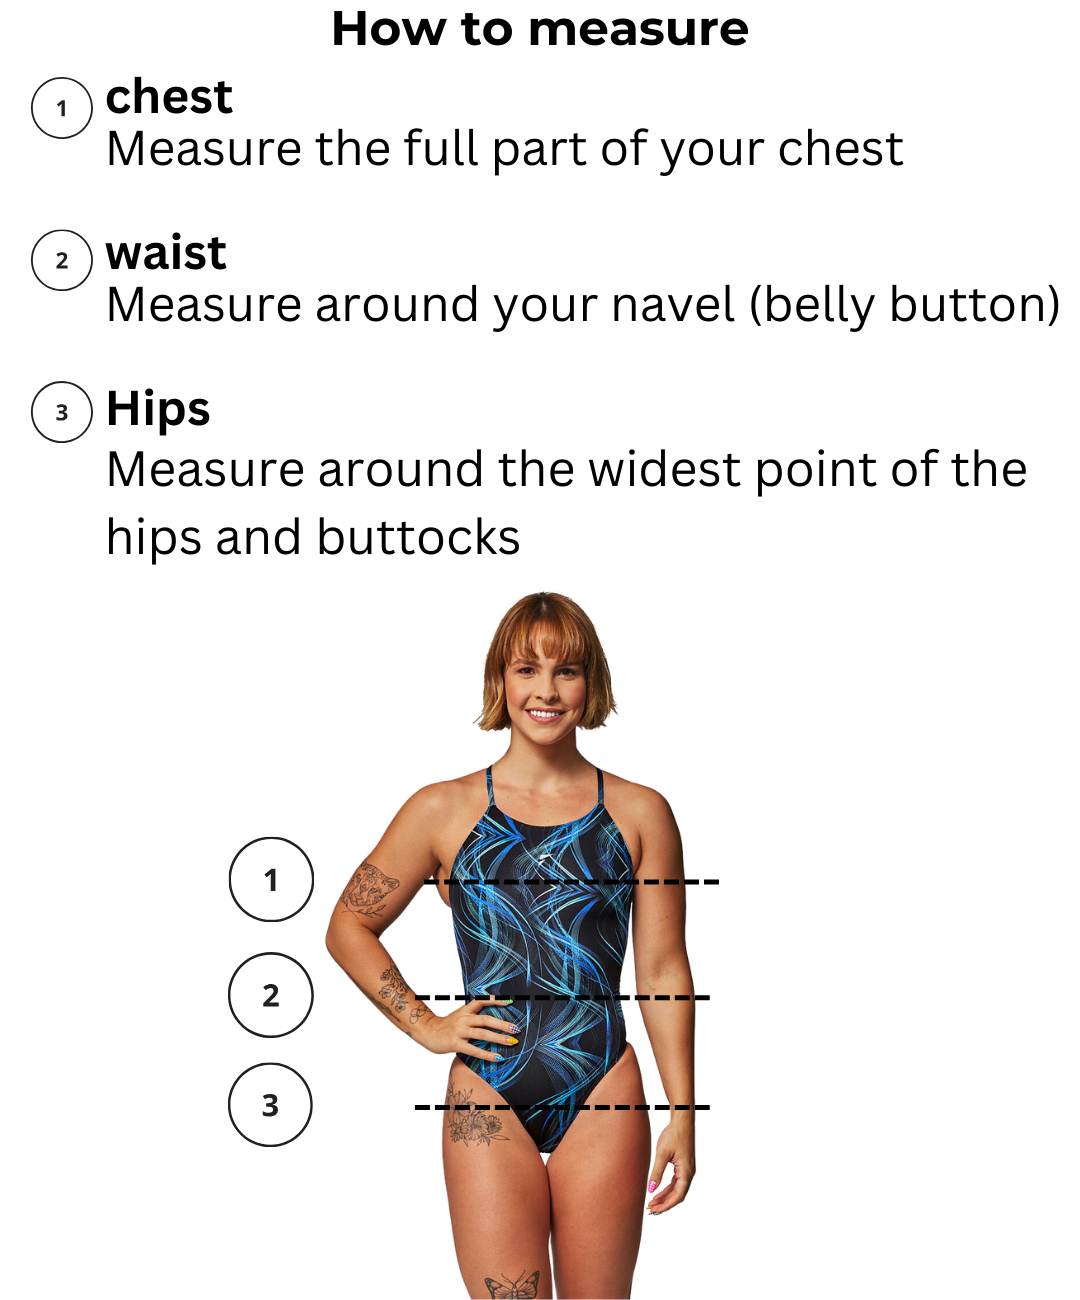 How to measure
1
chest
Measure the full part of your chest
2
waist
Measure around your navel (belly button)
3
Hips
Measure around the widest point of the
hips and buttocks
1
2
3